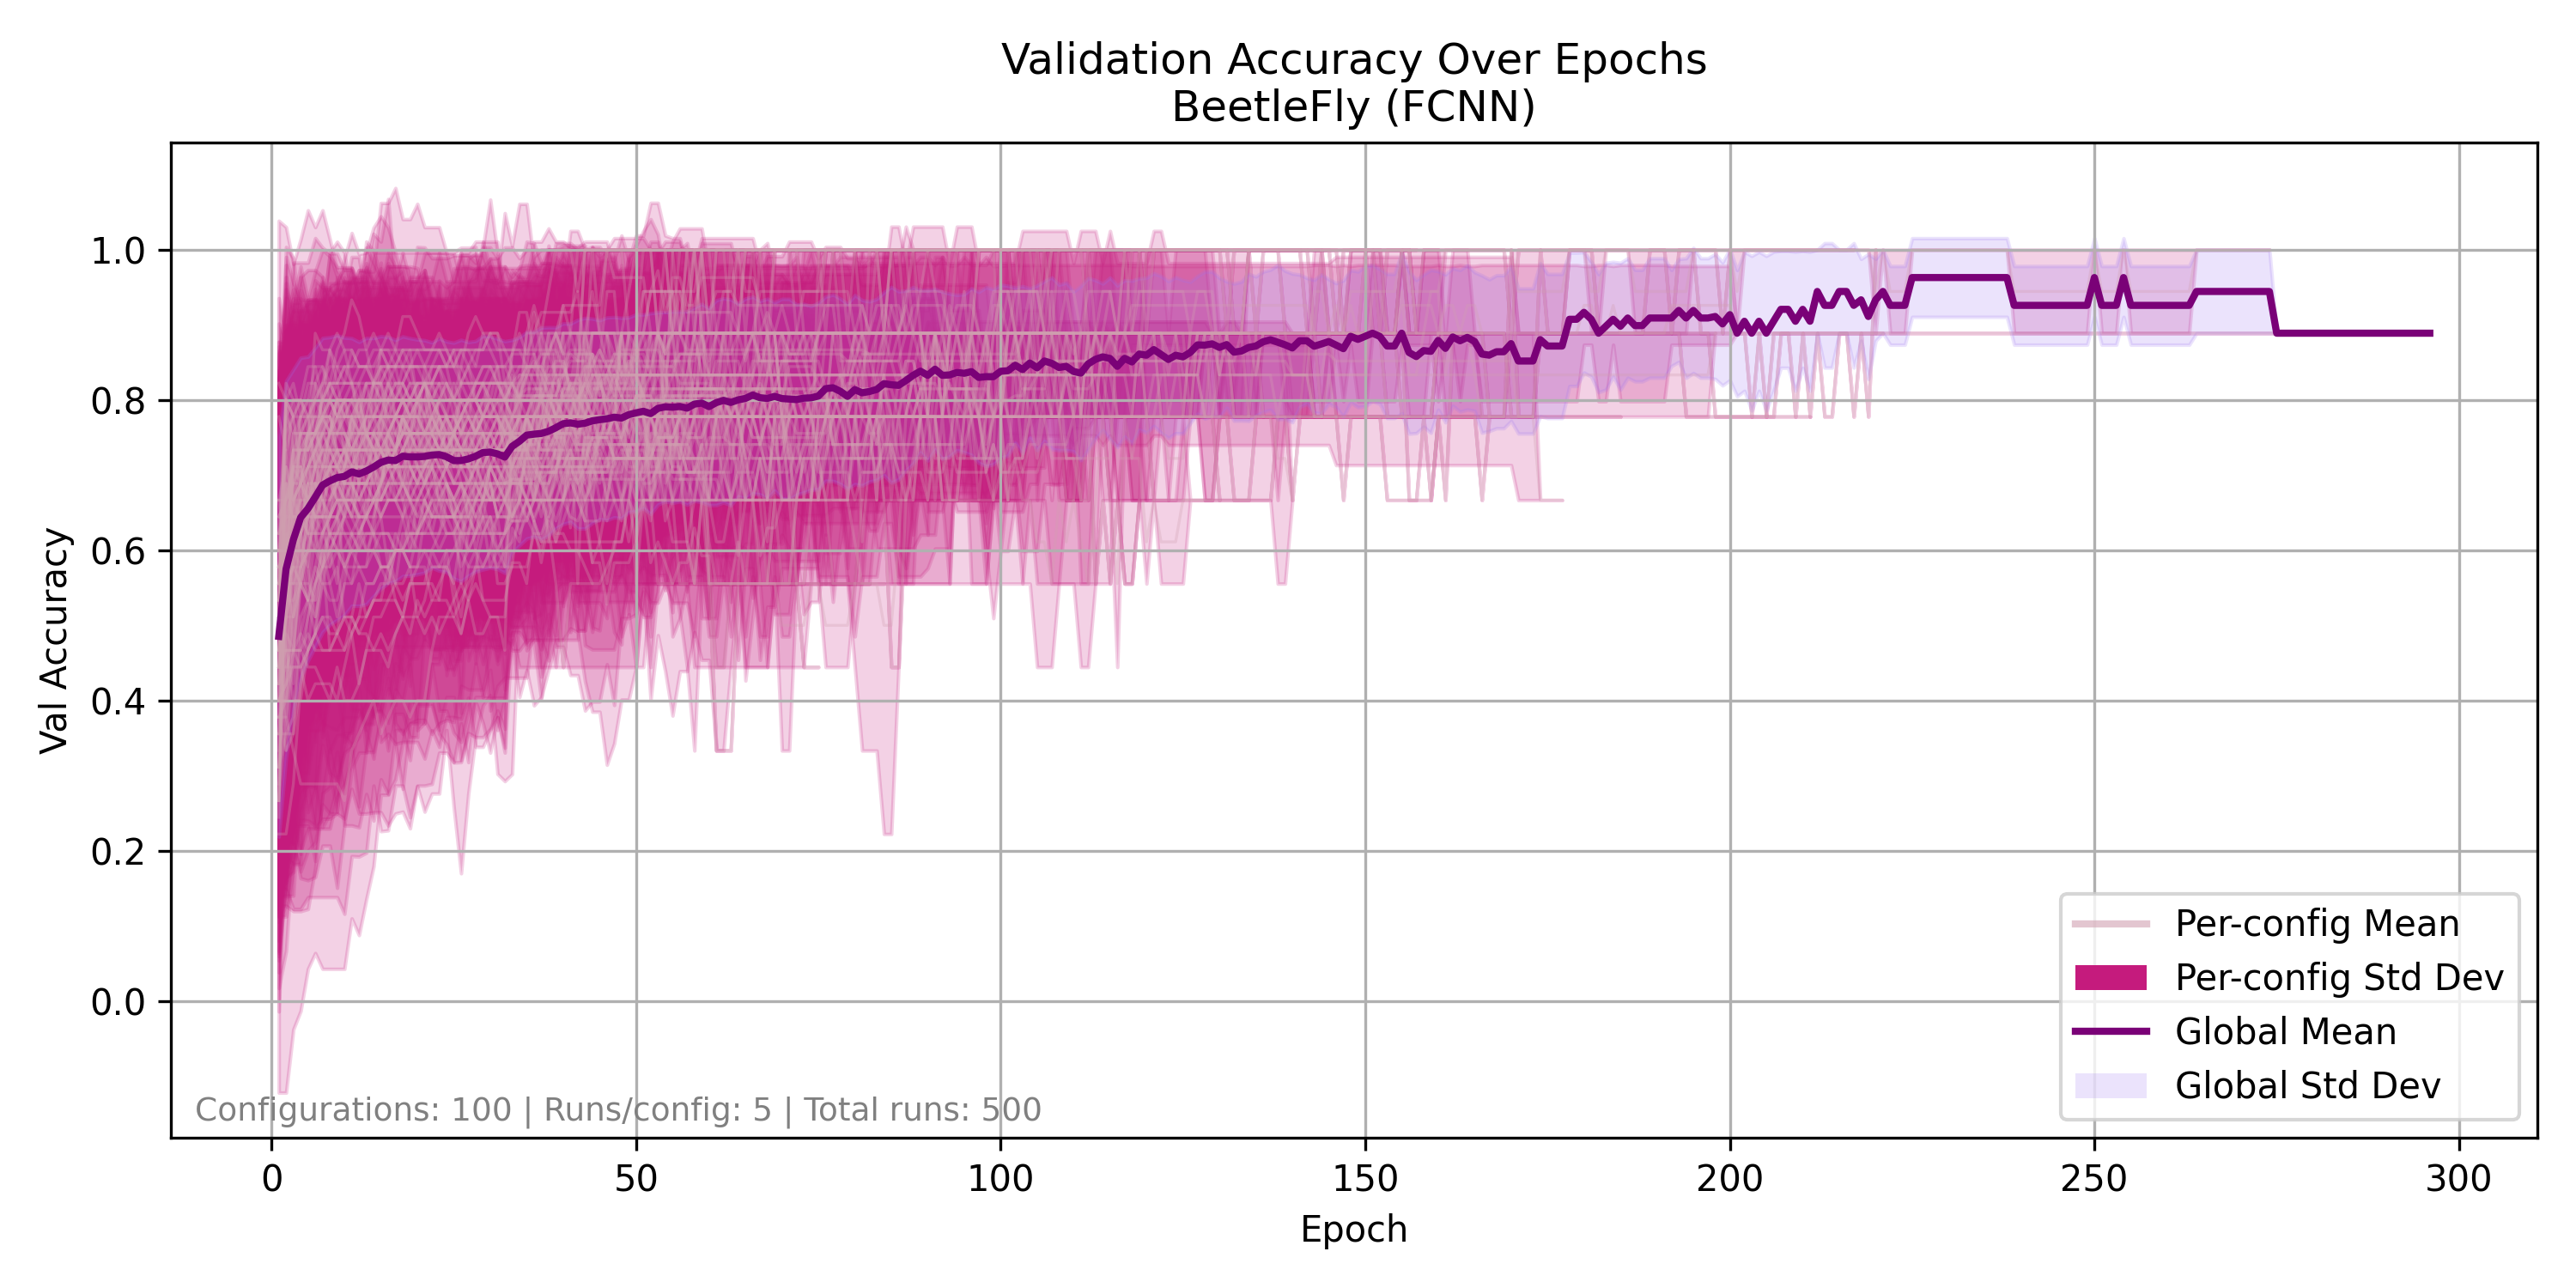 Validation Accuracy Over Epochs
BeetleFly (FCNN)
Val Accuracy
1.0
0.8
0.6
0.4
0.2
0.0
Configurations: 100 | Runs/config: 5 | Total runs: 500
Per-config Mean
Per-config Std Dev
Global Mean
Global Std Dev
0 50 100 150 200 250 300
Epoch